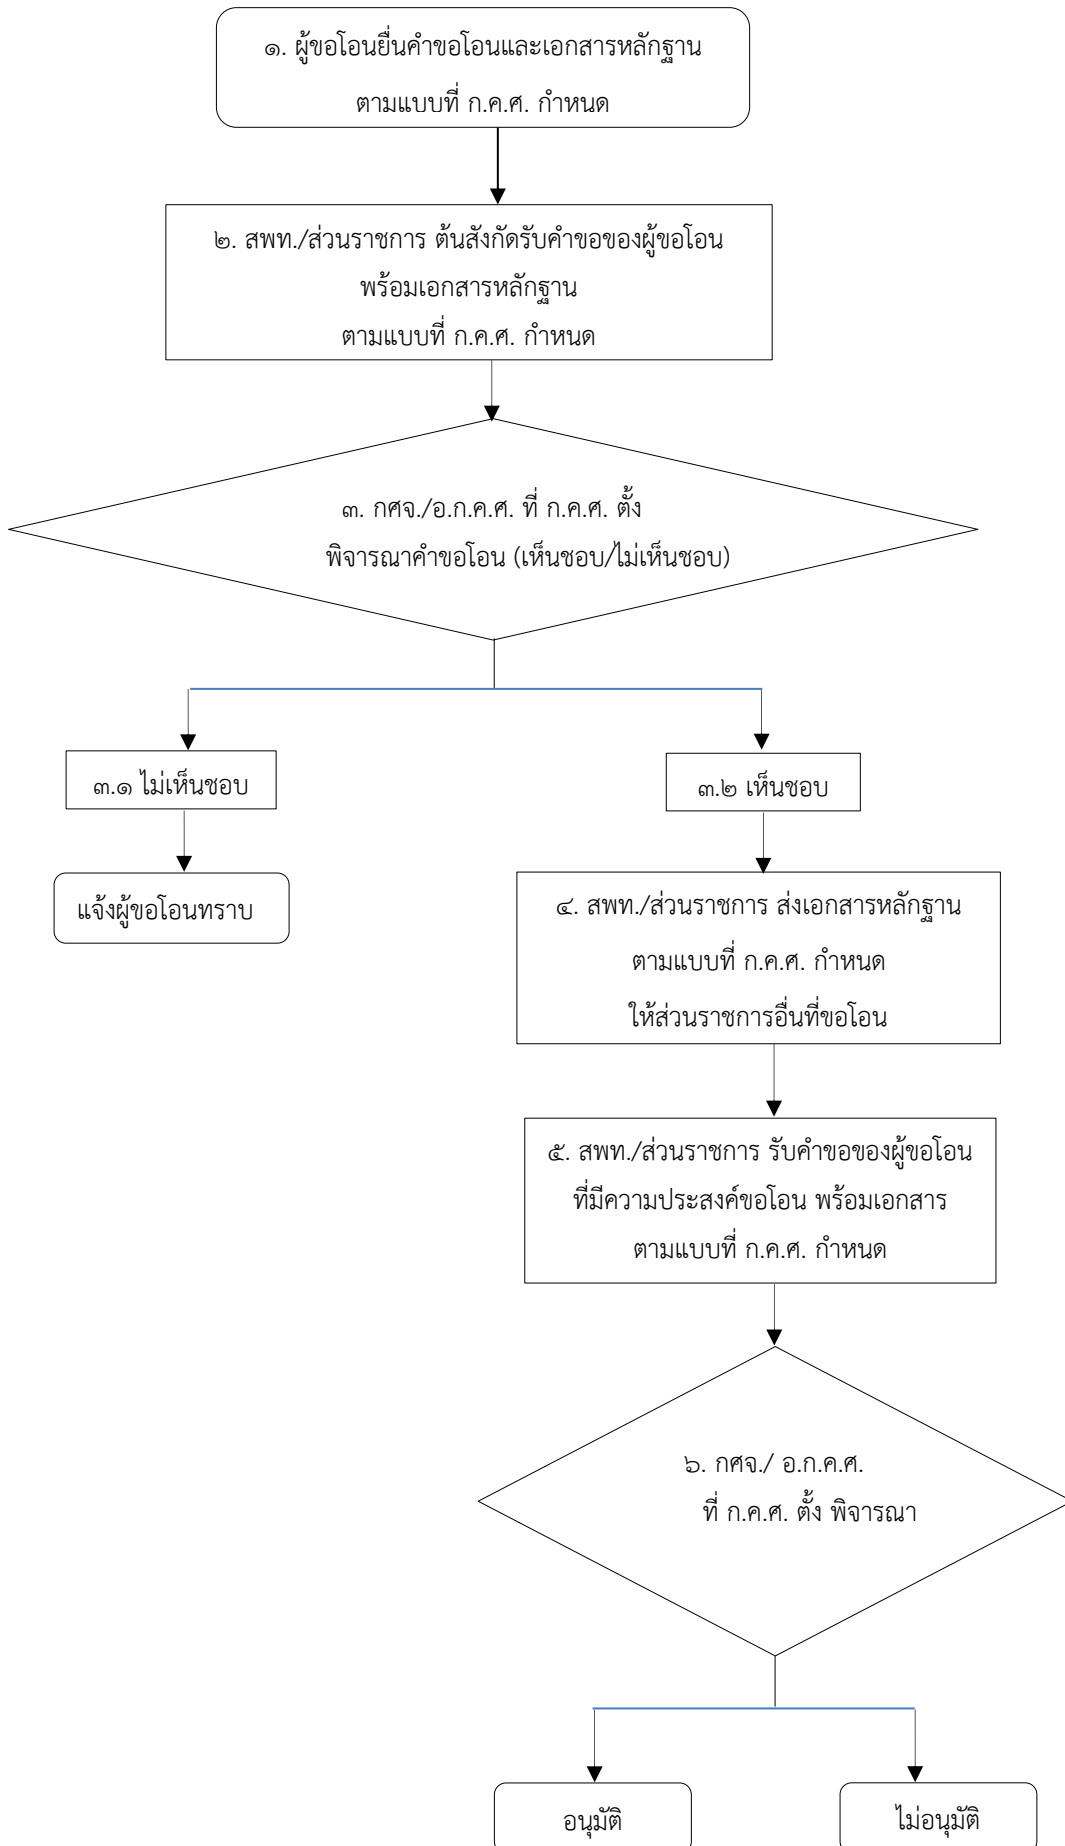 ๑. ผู้ขอโอนยื่นคำขอโอนและเอกสารหลักฐาน
ตามแบบที่ ก.ค.ศ. กำหนด
๒. สพท./ส่วนราชการ ต้นสังกัดรับคำขอของผู้ขอโอน
พร้อมเอกสารหลักฐาน
ตามแบบที่ ก.ค.ศ. กำหนด
๓. กศจ./อ.ก.ค.ศ. ที่ ก.ค.ศ. ตั้ง
พิจารณาคำขอโอน (เห็นชอบ/ไม่เห็นชอบ)
๓.๑ ไม่เห็นชอบ
๓.๒ เห็นชอบ
แจ้งผู้ขอโอนทราบ
๔. สพท./ส่วนราชการ ส่งเอกสารหลักฐาน
ตามแบบที่ ก.ค.ศ. กำหนด
ให้ส่วนราชการอื่นที่ขอโอน
๕. สพท./ส่วนราชการ รับคำขอของผู้ขอโอน
ที่มีความประสงค์ขอโอน พร้อมเอกสาร
ตามแบบที่ ก.ค.ศ. กำหนด
๖. กศจ./ อ.ก.ค.ศ.
ที่ ก.ค.ศ. ตั้ง พิจารณา
อนุมัติ
ไม่อนุมัติ